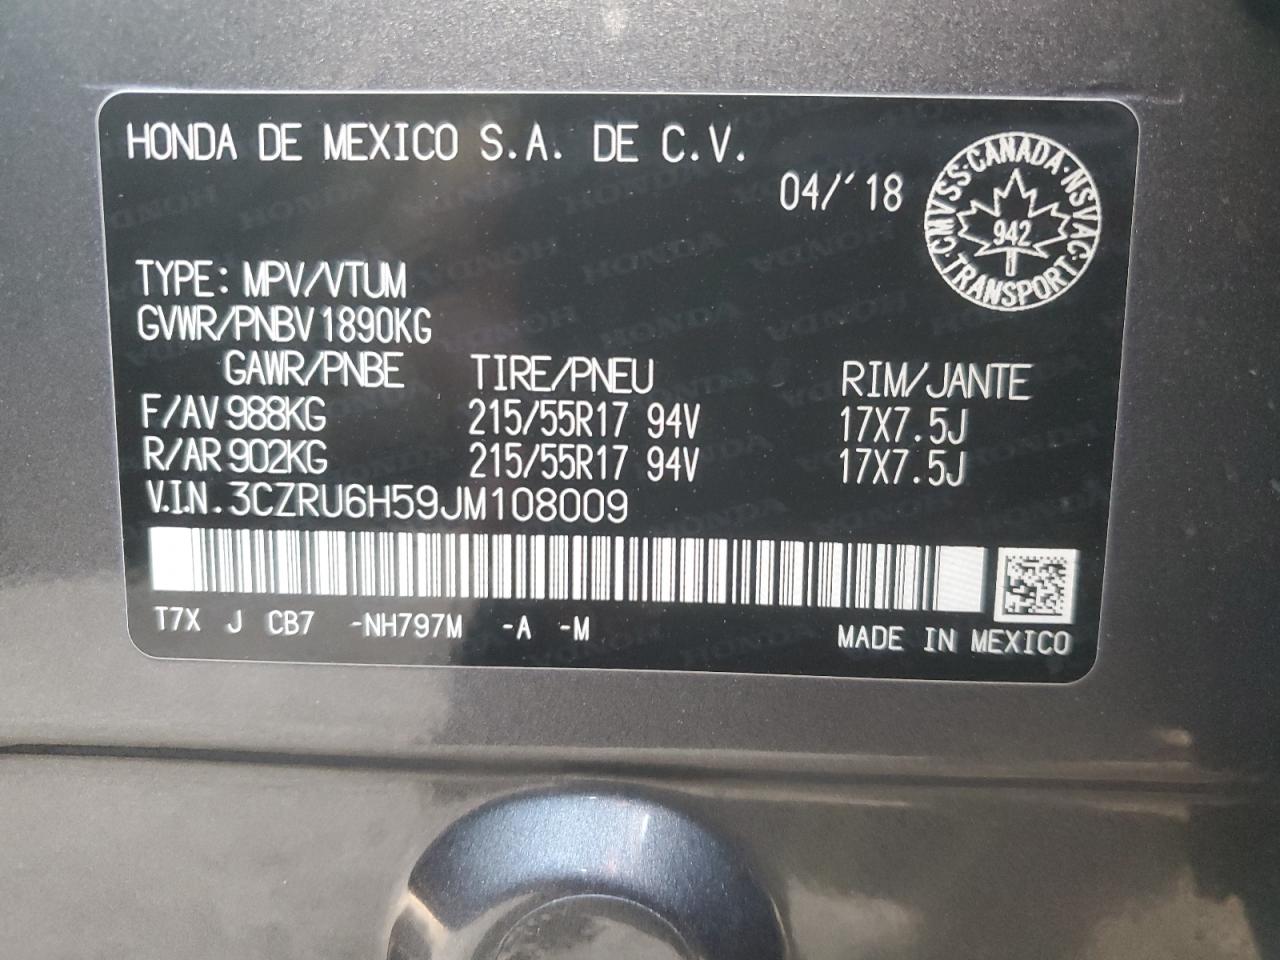 HONDA DE MEXICO S.A. DE C.V.
04/'18
CMVSS·CANADA·NSVAC·TRANSPORT·
942
TYPE: MPV/VTUM
GVWR/PNBV 1890KG
GAWR/PNBE TIRE/PNEU RIM/JANTE
F/AV 988KG 215/55R17 94V 17X7.5J
R/AR 902KG 215/55R17 94V 17X7.5J
V.I.N. 3CZRU6H59JM108009
T7X J CB7 -NH797M -A -M
MADE IN MEXICO